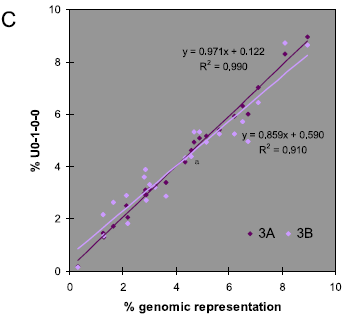 C
10
8
6
4
2
0
% U0-1-0-0
y = 0.971x + 0.122
R² = 0,990
y = 0,859x + 0,590
R² = 0,910
a
3A 3B
0 2 4 6 8 10
% genomic representation